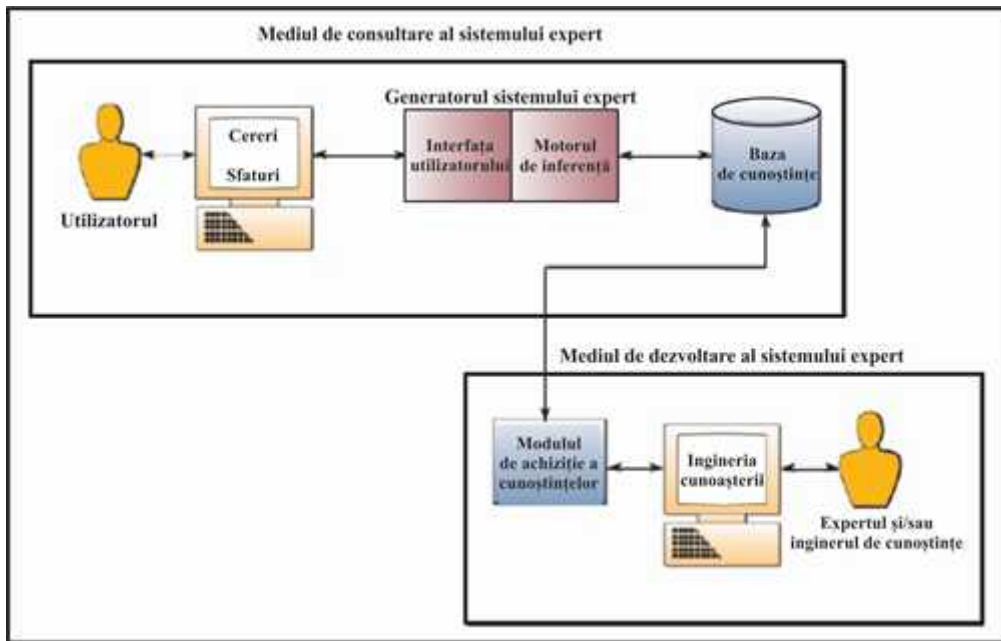 Mediul de consultare al sistemului expert
Generatorul sistemului expert
Cereri
Sfaturi
Interfața
utilizatorului
Motorul
de inferență
Baza
de cunoștințe
Utilizatorul
Mediul de dezvoltare al sistemului expert
Modulul
de achiziție a
cunoștințelor
Ingineria
cunoașterii
Expertul și/sau
inginerul de cunoștințe